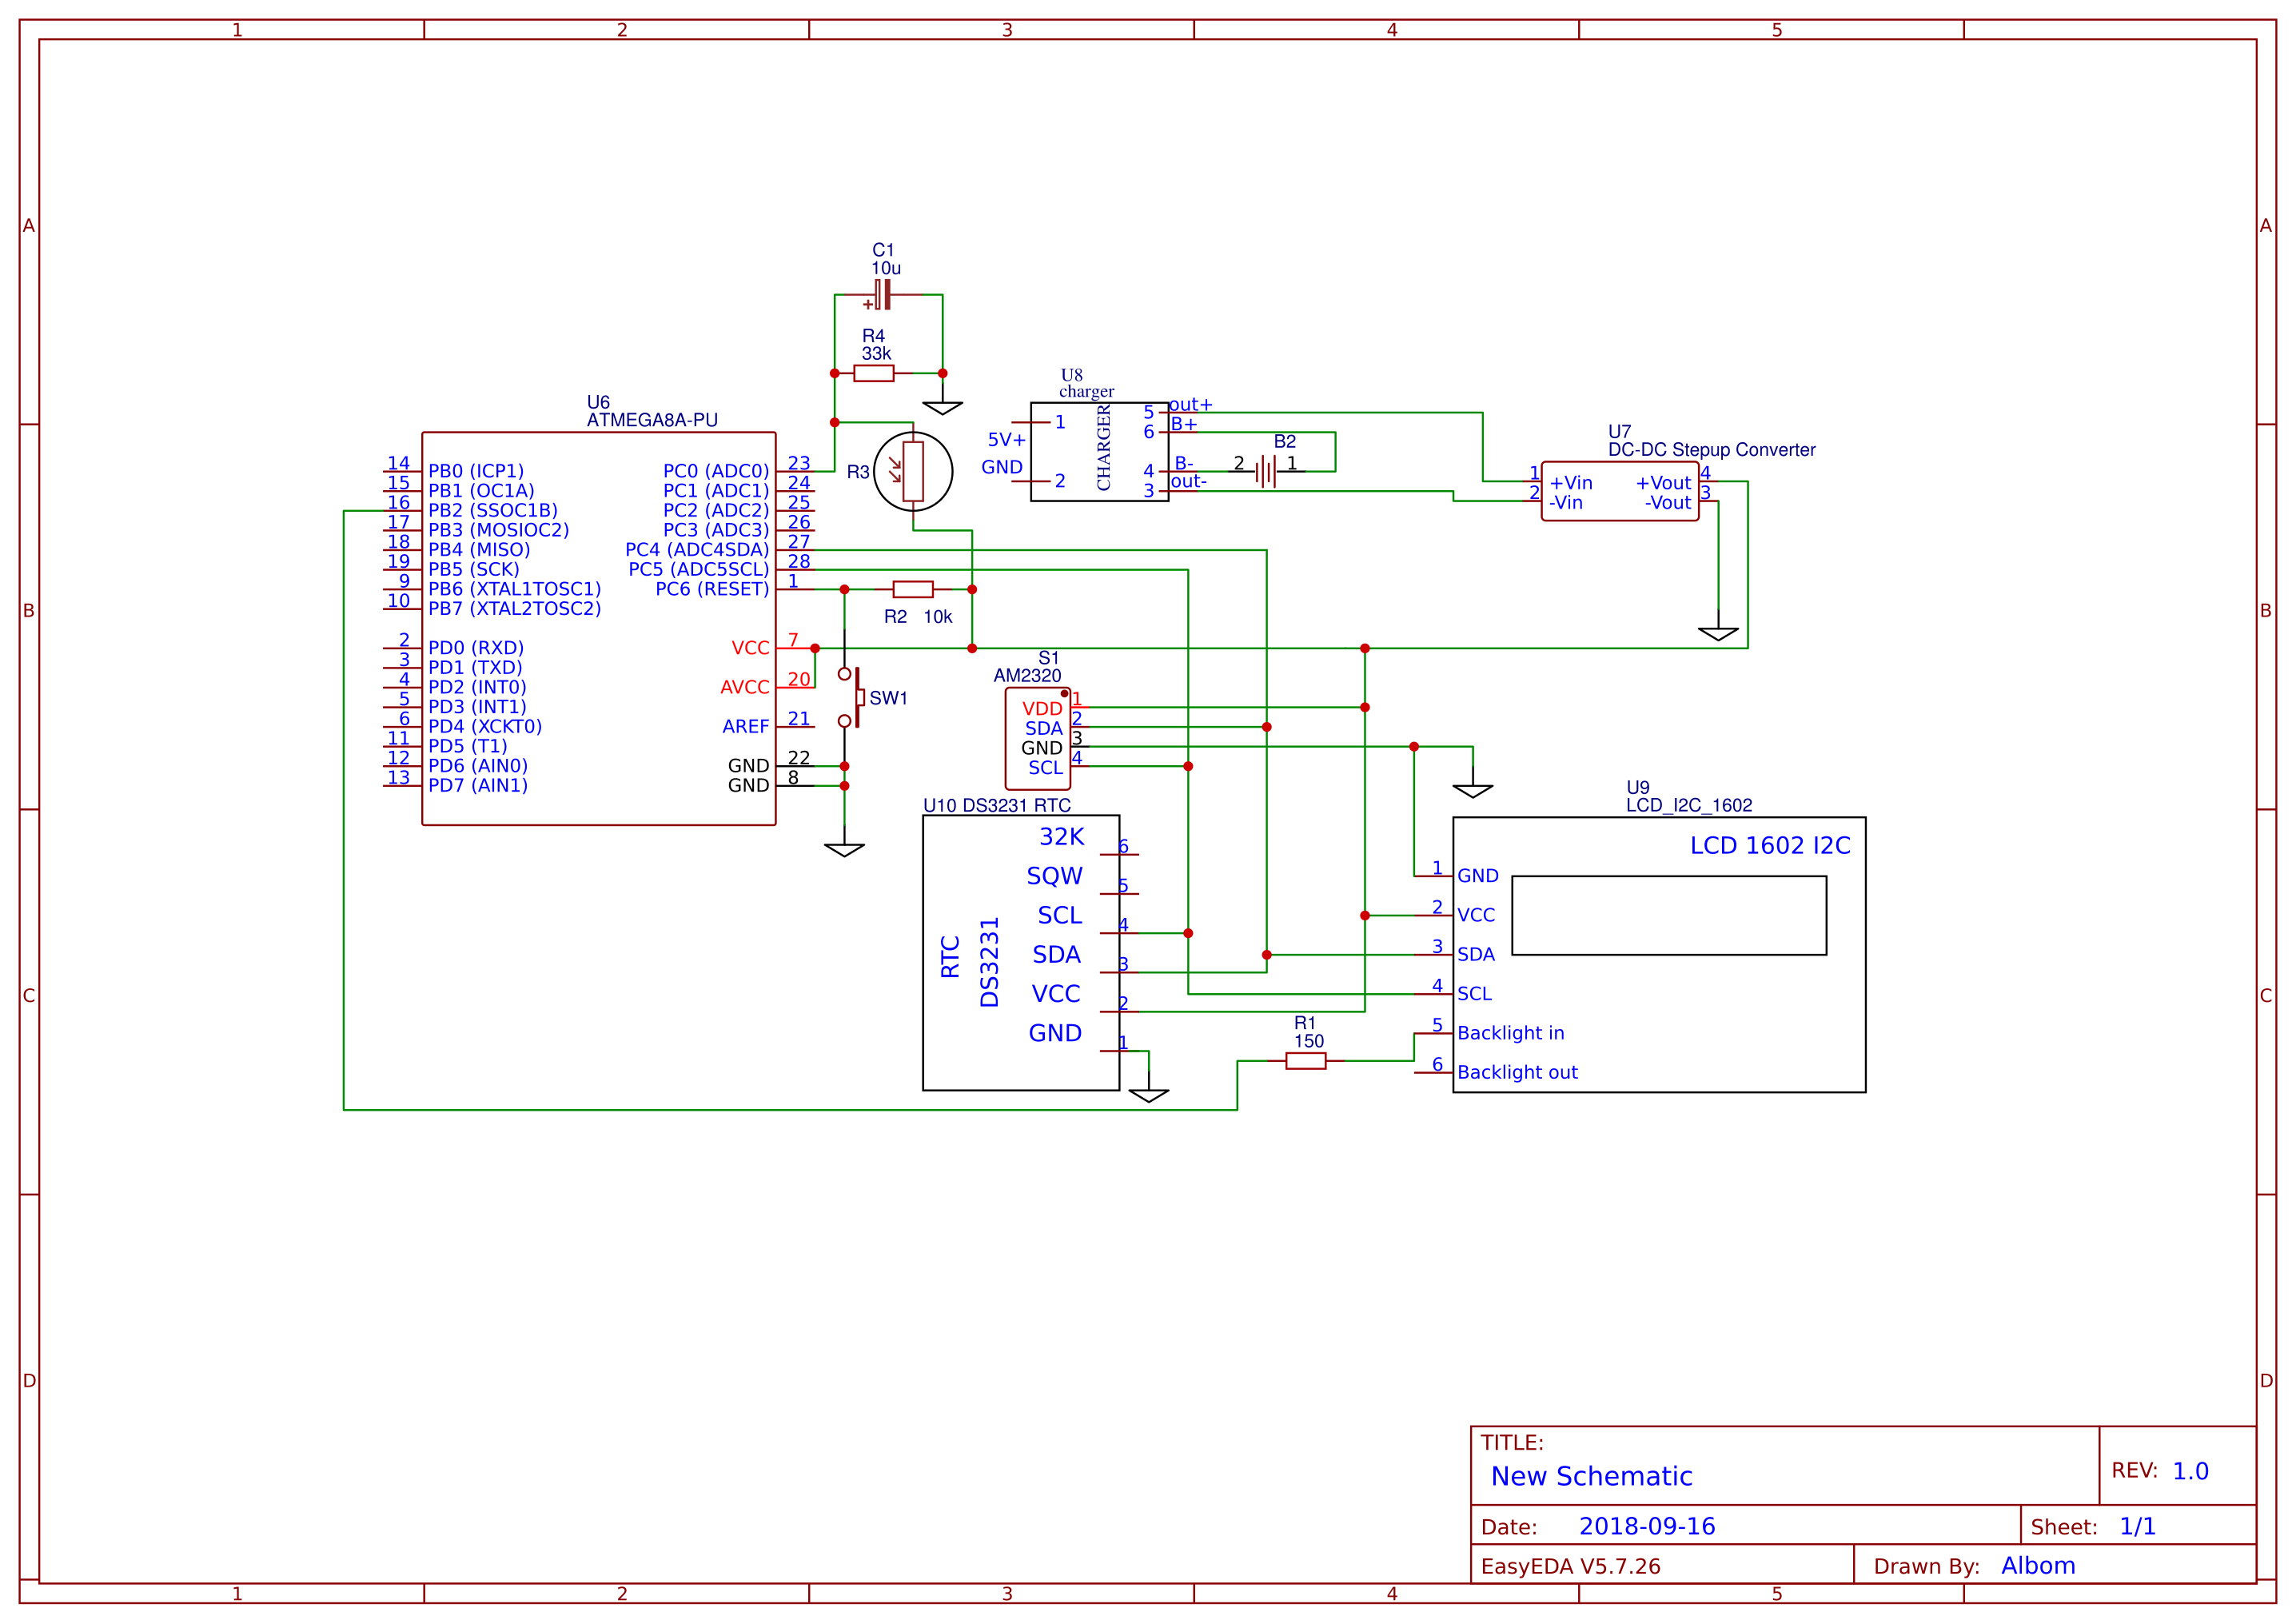 1 2 3 4 5
A A
B B
C C
D D
C1
10u
R4
33k
U6
ATMEGA8A-PU
14 PB0 (ICP1)
15 PB1 (OC1A)
16 PB2 (SSOC1B)
17 PB3 (MOSIOC2)
18 PB4 (MISO)
19 PB5 (SCK)
9 PB6 (XTAL1TOSC1)
10 PB7 (XTAL2TOSC2)
2 PD0 (RXD)
3 PD1 (TXD)
4 PD2 (INT0)
5 PD3 (INT1)
6 PD4 (XCKT0)
11 PD5 (T1)
12 PD6 (AIN0)
13 PD7 (AIN1)
PC0 (ADC0) 23
PC1 (ADC1) 24
PC2 (ADC2) 25
PC3 (ADC3) 26
PC4 (ADC4SDA) 27
PC5 (ADC5SCL) 28
PC6 (RESET) 1
VCC 7
AVCC 20
AREF 21
GND 22
GND 8
+
R3
R2 10k
SW1
U8
charger
CHARGER
1
5V+
GND
2
5 out+
6 B+
4 B-
3 out-
B2
2 1
U7
DC-DC Stepup Converter
1 +Vin
2 -Vin
+Vout 4
-Vout 3
S1
AM2320
VDD 1
SDA 2
GND 3
SCL 4
U10 DS3231 RTC
RTC
DS3231
32K 6
SQW 5
SCL 4
SDA 3
VCC 2
GND 1
R1
150
U9
LCD_I2C_1602
LCD 1602 I2C
1 GND
2 VCC
3 SDA
4 SCL
5 Backlight in
6 Backlight out
TITLE:
New Schematic
REV: 1.0
Date: 2018-09-16
Sheet: 1/1
EasyEDA V5.7.26
Drawn By: Albom
1 2 3 4 5